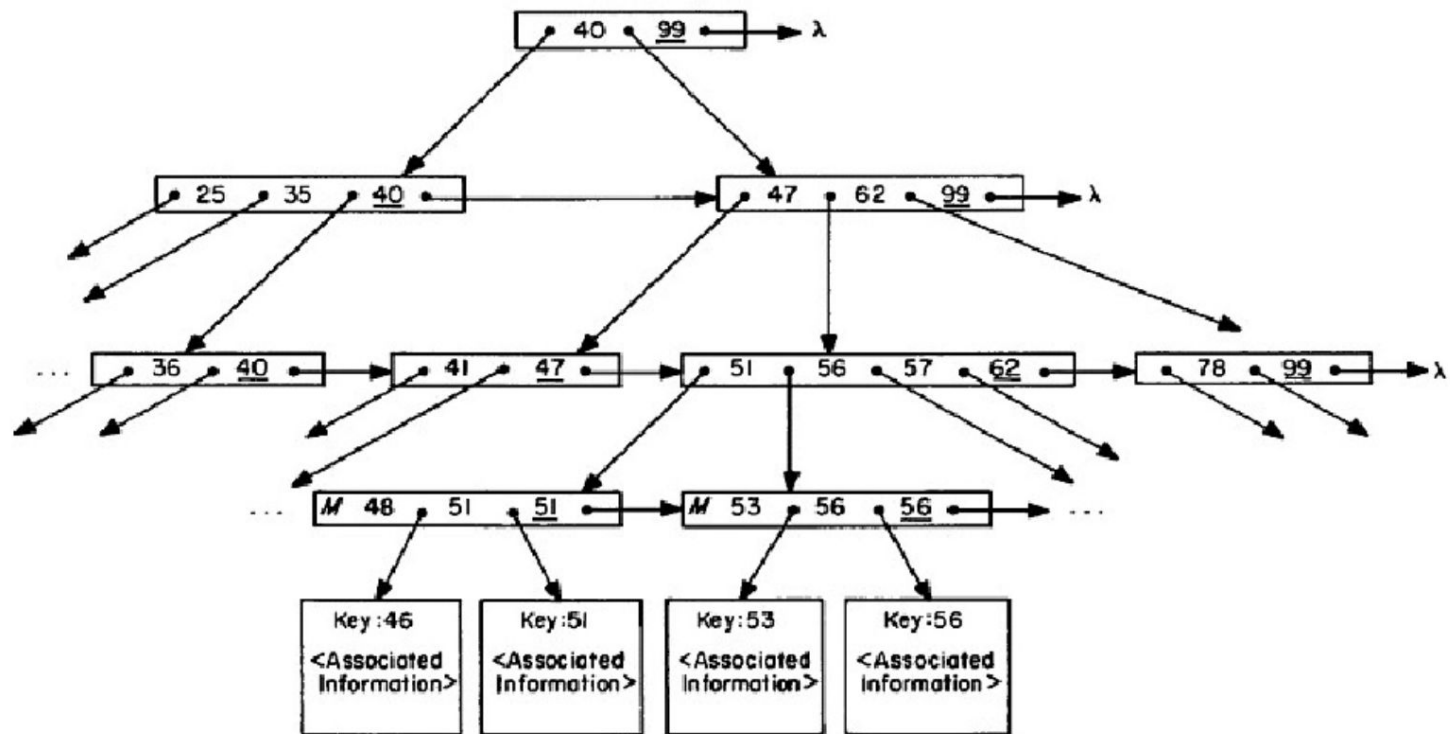 40 99 λ
25 35 40 47 62 99 λ
... 36 40 41 47 51 56 57 62 78 99 λ
... M 48 51 51 M 53 56 56 ...
Key:46 Key:51 Key:53 Key:56
<Associated <Associated <Associated <Associated
Information> Information> Information> Information>